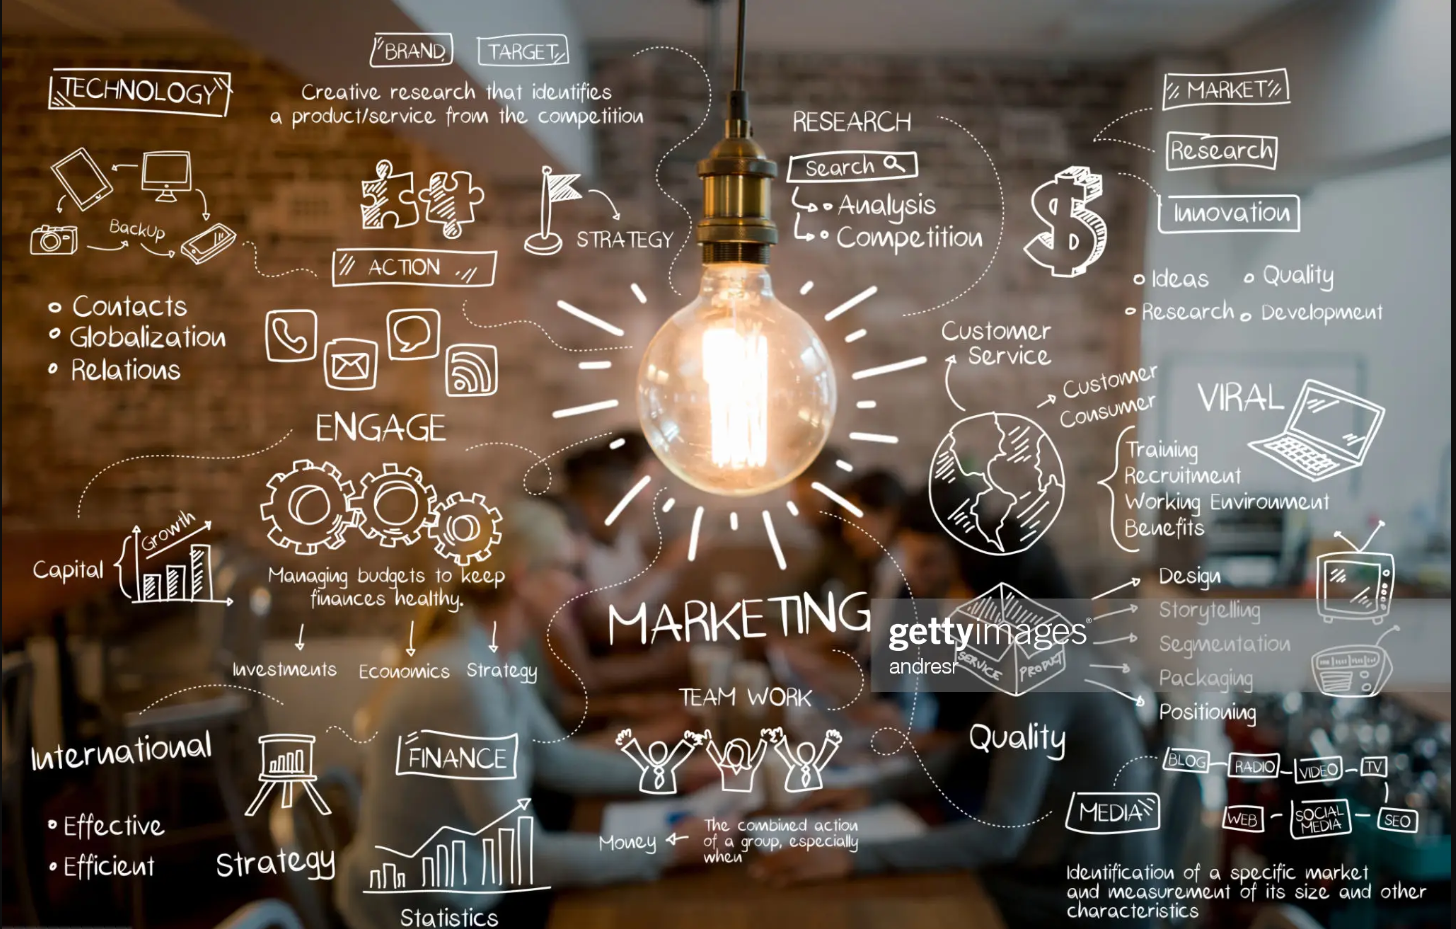 BRAND
TARGET
Creative research that identifies
a product/service from the competition
TECHNOLOGY
Backup
Contacts
Globalization
Relations
ACTION
STRATEGY
ENGAGE
RESEARCH
Search
Analysis
Competition
MARKET
Research
Innovation
Ideas
Quality
Research
Development
Customer
Service
Customer
Consumer
VIRAL
Training
Recruitment
Working Environment
Benefits
Capital
Growth
Managing budgets to keep
finances healthy.
Investments
Economics
Strategy
MARKETING
gettyimages®
andresr
SERVICE
PRODUCT
Design
Storytelling
Segmentation
Packaging
Positioning
Quality
TEAM WORK
Money
The combined action
of a group, especially
when
International
Effective
Efficient
Strategy
FINANCE
Statistics
MEDIA
BLOG
RADIO
VIDEO
TV
WEB
SOCIAL
MEDIA
SEO
Identification of a specific market
and measurement of its size and other
characteristics